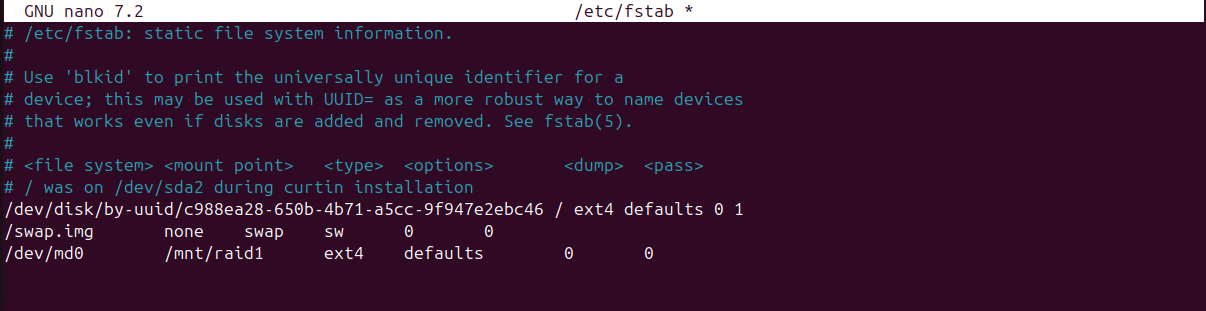 GNU nano 7.2 /etc/fstab *
# /etc/fstab: static file system information.
#
# Use 'blkid' to print the universally unique identifier for a
# device; this may be used with UUID= as a more robust way to name devices
# that works even if disks are added and removed. See fstab(5).
#
# <file system> <mount point>   <type>  <options>       <dump>  <pass>
# / was on /dev/sda2 during curtin installation
/dev/disk/by-uuid/c988ea28-650b-4b71-a5cc-9f947e2ebc46 / ext4 defaults 0 1
/swap.img       none    swap    sw      0       0
/dev/md0        /mnt/raid1      ext4    defaults        0       0